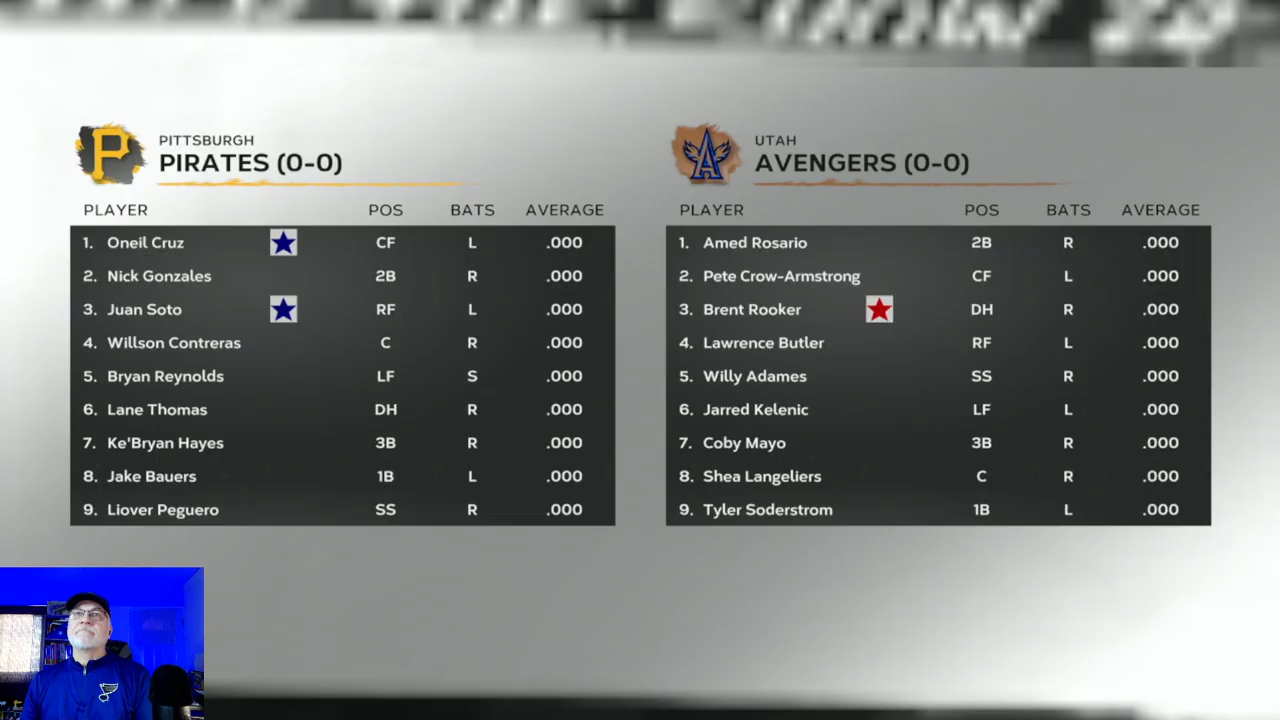 PITTSBURGH
PIRATES (0-0)
PLAYER POS BATS AVERAGE
1. Oneil Cruz CF L .000
2. Nick Gonzales 2B R .000
3. Juan Soto RF L .000
4. Willson Contreras C R .000
5. Bryan Reynolds LF S .000
6. Lane Thomas DH R .000
7. Ke'Bryan Hayes 3B R .000
8. Jake Bauers 1B L .000
9. Liover Peguero SS R .000
UTAH
AVENGERS (0-0)
PLAYER POS BATS AVERAGE
1. Amed Rosario 2B R .000
2. Pete Crow-Armstrong CF L .000
3. Brent Rooker DH R .000
4. Lawrence Butler RF L .000
5. Willy Adames SS R .000
6. Jarred Kelenic LF L .000
7. Coby Mayo 3B R .000
8. Shea Langeliers C R .000
9. Tyler Soderstrom 1B L .000